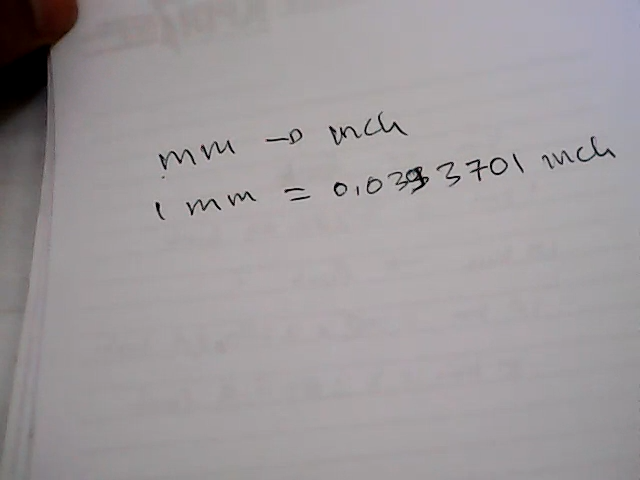 mm → inch
1 mm = 0,0393701 inch